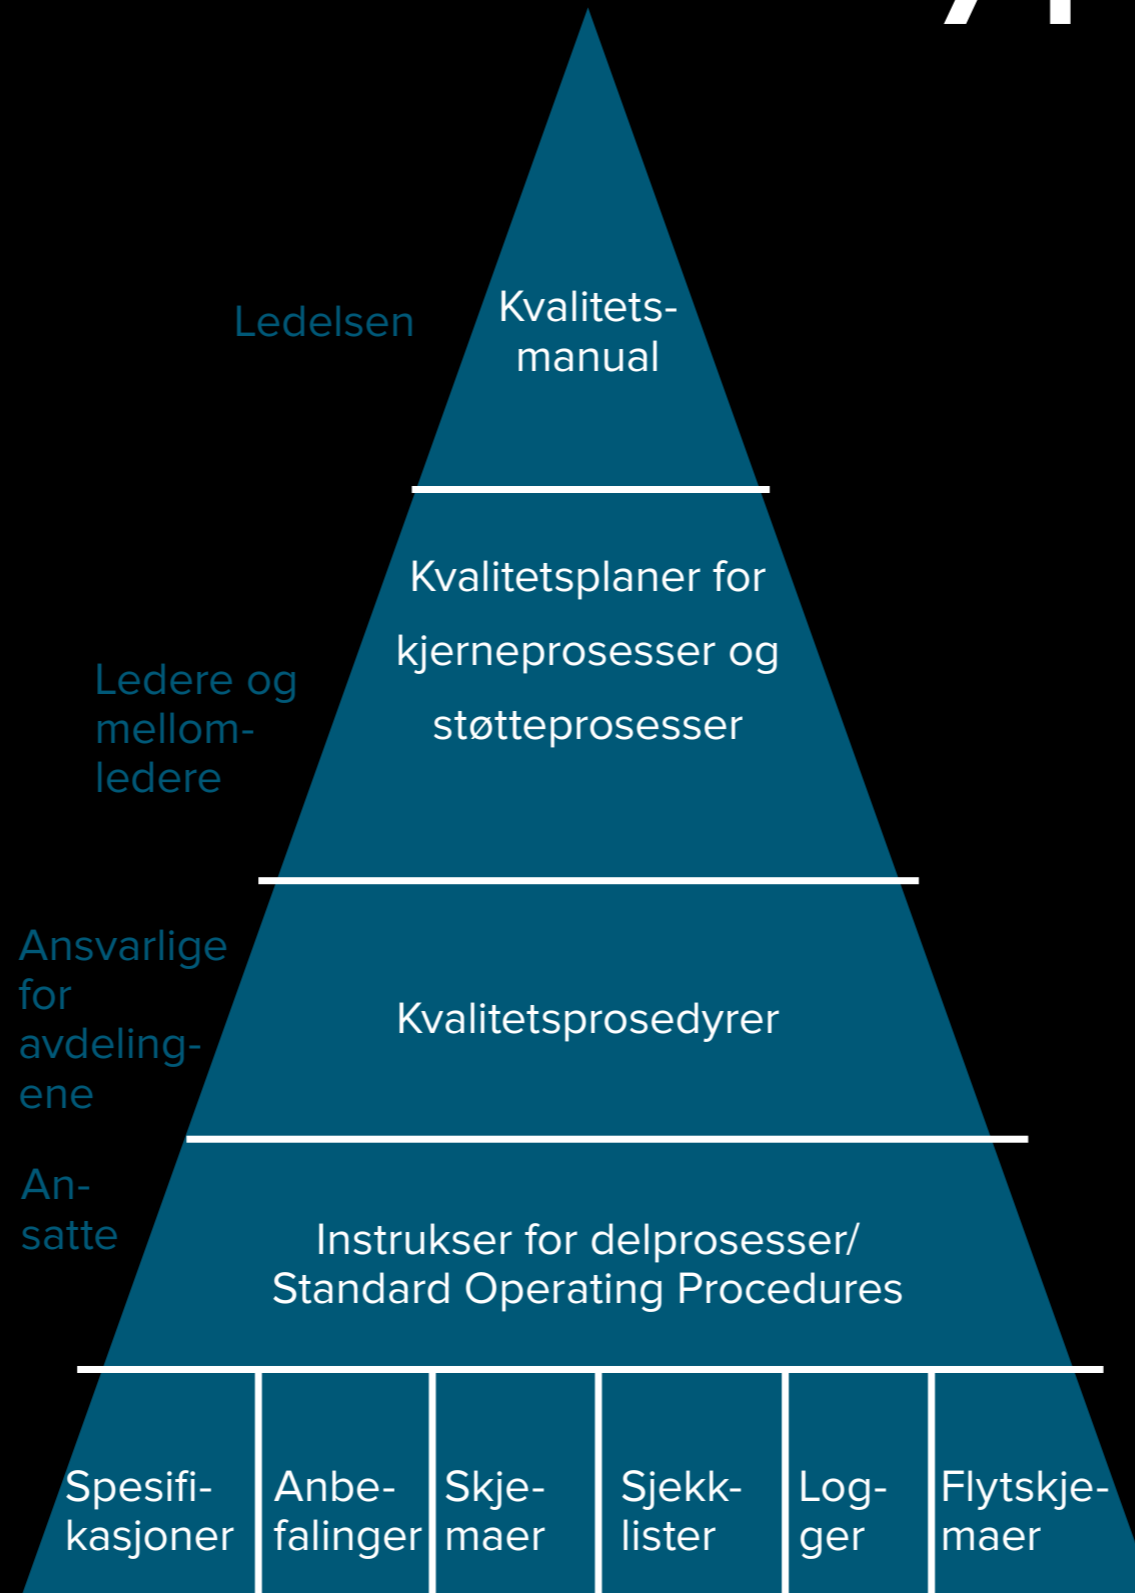 Ledelsen
Kvalitets-
manual
Kvalitetsplaner for
kjerneprosesser og
støtteprosesser
Ledere og
mellom-
ledere
Ansvarlige
for
avdeling-
ene
Kvalitetsprosedyrer
An-
satte
Instrukser for delprosesser/
Standard Operating Procedures
Spesifi-
kasjoner
Anbe-
falinger
Skje-
maer
Sjekk-
lister
Log-
ger
Flytskje-
maer